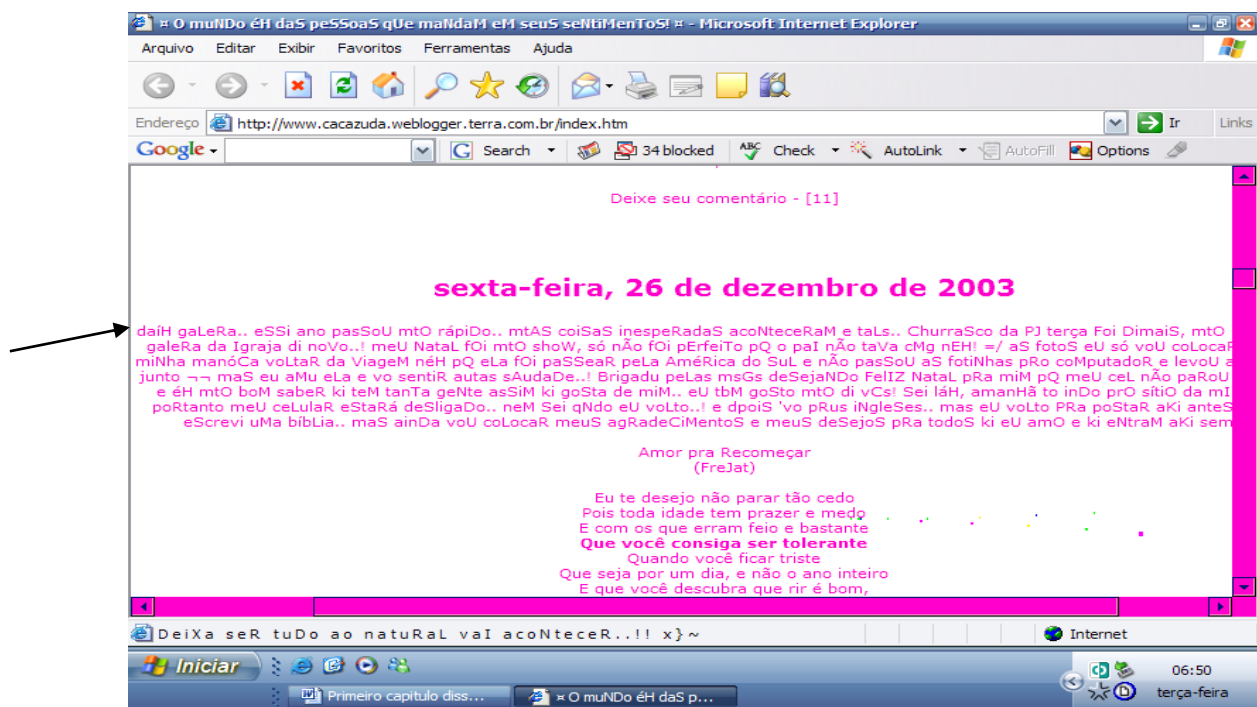 ¤ O muNDo éH daS peSSoaS qUe maNdaM eM seuS seNtiMenToS! ¤ - Microsoft Internet Explorer
Arquivo Editar Exibir Favoritos Ferramentas Ajuda
Endereço http://www.cacazuda.weblogger.terra.com.br/index.htm Ir Links
Google Search 34 blocked ABC Check AutoLink AutoFill Options
Deixe seu comentário - [11]
sexta-feira, 26 de dezembro de 2003
daíH gaLeRa.. eSSi ano pasSoU mtO rápiDo.. mtAS coiSaS inespeRadaS acoNteceRaM e taLs.. ChurraSco da PJ terça Foi DimaiS, mtO
galeRa da Igraja di noVo..! meU NataL fOi mtO shoW, só nÃo fOi pErfeiTo pQ o paI nÃo taVa cMg nEH! =/ aS fotoS eU só voU coLocaR
miNha manóCa voLtaR da ViageM néH pQ eLa fOi paSSeaR peLa AméRica do SuL e nÃo pasSoU aS fotiNhas pRo coMputadoR e levoU a
junto ¬¬ maS eu aMu eLa e vo sentiR autas sAudaDe..! Brigadu peLas msGs deSejaNDo FelIZ NataL pRa miM pQ meU ceL nÃo paRoU
e éH mtO boM sabeR ki teM tanTa geNte asSiM ki goSta de miM.. eU tbM goSto mtO di vCs! Sei láH, amanHã to inDo prO sítiO da mI
poRtanto meU ceLulaR eStaRá deSligaDo.. neM Sei qNdo eU voLto..! e dpoiS 'vo pRus iNgleSes.. mas eU voLto PRa poStaR aKi anteS
eScrevi uMa bíbLia.. maS ainDa voU coLocaR meuS agRadeCiMentoS e meuS deSejoS pRa todoS ki eU amO e ki eNtraM aKi sem
Amor pra Recomeçar
(FreJat)
Eu te desejo não parar tão cedo
Pois toda idade tem prazer e medo
E com os que erram feio e bastante
Que você consiga ser tolerante
Quando você ficar triste
Que seja por um dia, e não o ano inteiro
E que você descubra que rir é bom,
DeiXa seR tuDo ao natuRaL vaI acoNteceR..!! x}~ Internet
Iniciar 06:50
Primeiro capitulo diss... ¤ O muNDo éH daS p... terça-feira